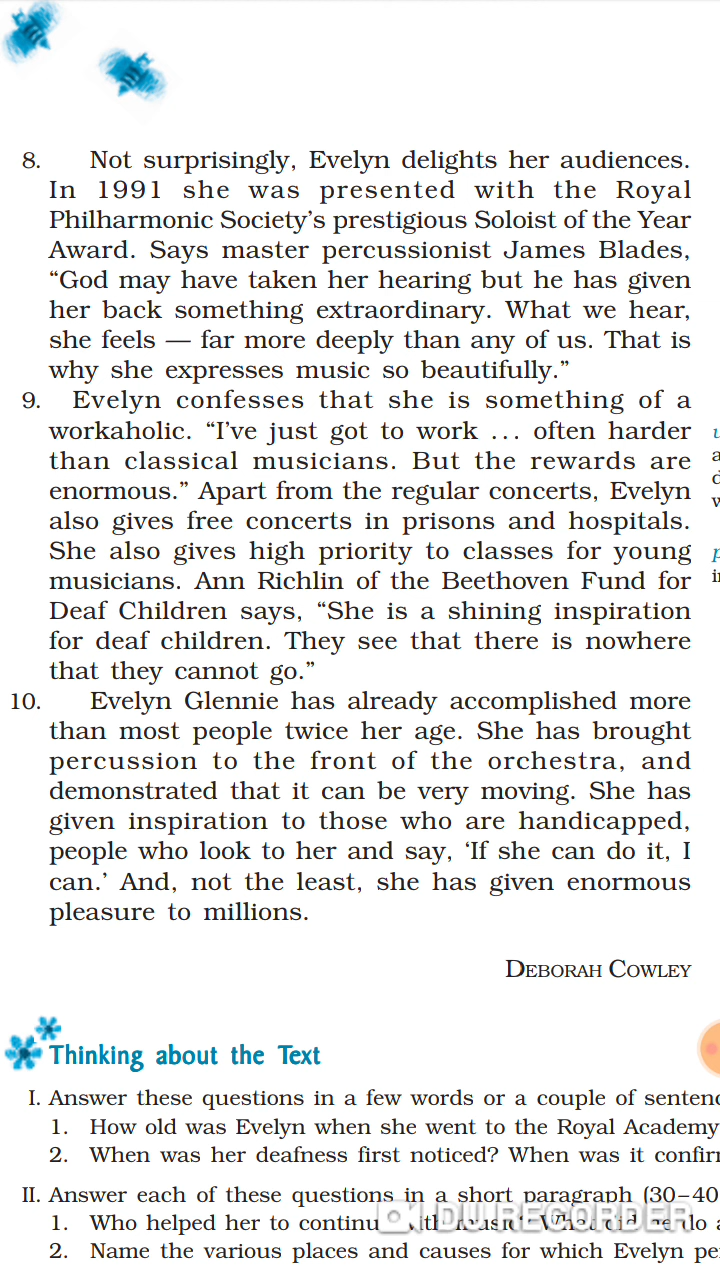 8. Not surprisingly, Evelyn delights her audiences.
In 1991 she was presented with the Royal
Philharmonic Society's prestigious Soloist of the Year
Award. Says master percussionist James Blades,
“God may have taken her hearing but he has given
her back something extraordinary. What we hear,
she feels — far more deeply than any of us. That is
why she expresses music so beautifully.”
9. Evelyn confesses that she is something of a
workaholic. “I've just got to work ... often harder
than classical musicians. But the rewards are
enormous.” Apart from the regular concerts, Evelyn
also gives free concerts in prisons and hospitals.
She also gives high priority to classes for young
musicians. Ann Richlin of the Beethoven Fund for
Deaf Children says, “She is a shining inspiration
for deaf children. They see that there is nowhere
that they cannot go.”
10. Evelyn Glennie has already accomplished more
than most people twice her age. She has brought
percussion to the front of the orchestra, and
demonstrated that it can be very moving. She has
given inspiration to those who are handicapped,
people who look to her and say, ‘If she can do it, I
can.’ And, not the least, she has given enormous
pleasure to millions.
DEBORAH COWLEY
Thinking about the Text
I. Answer these questions in a few words or a couple of
1. How old was Evelyn when she went to the Royal Academy
2. When was her deafness first noticed? When was it
II. Answer each of these questions in a short paragraph (30–40
1. Who helped her to music? What did he do
DU RECORDER
2. Name the various places and causes for which Evelyn